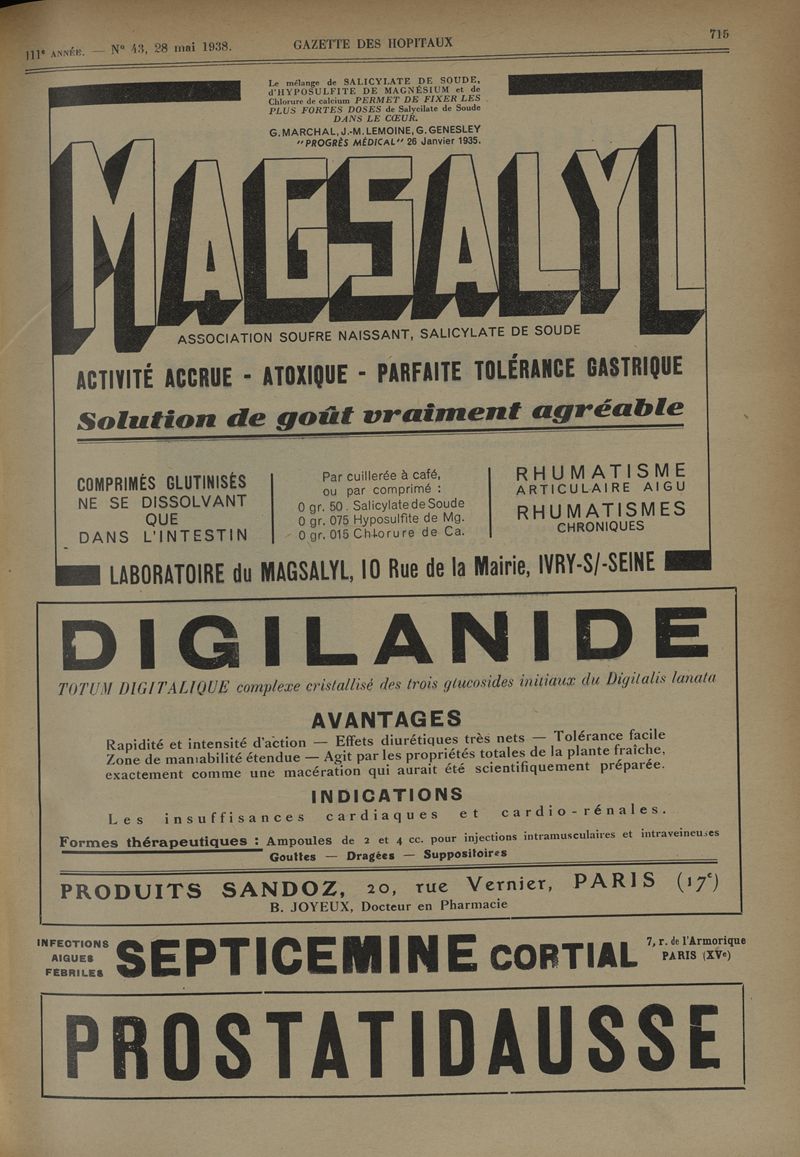 111e ANNÉE. — N° 43, 28 mai 1938.
GAZETTE DES HOPITAUX
715
Le mélange de SALICYLATE DE SOUDE,
d'HYPOSULFITE DE MAGNÉSIUM et de
Chlorure de calcium PERMET DE FIXER LES
PLUS FORTES DOSES de Salycilate de Soude
DANS LE CŒUR.
G. MARCHAL, J.-M. LEMOINE, G. GENESLEY
"PROGRÈS MÉDICAL" 26 Janvier 1935.
MAGSALYL
ASSOCIATION SOUFRE NAISSANT, SALICYLATE DE SOUDE
ACTIVITÉ ACCRUE - ATOXIQUE - PARFAITE TOLÉRANCE GASTRIQUE
Solution de goût vraiment agréable
COMPRIMÉS GLUTINISÉS
NE SE DISSOLVANT
QUE
DANS L'INTESTIN
Par cuillerée à café,
ou par comprimé :
0 gr. 50 . Salicylate de Soude
0 gr. 075 Hyposulfite de Mg.
0 gr. 015 Chlorure de Ca.
RHUMATISME
ARTICULAIRE AIGU
RHUMATISMES
CHRONIQUES
LABORATOIRE du MAGSALYL, 10 Rue de la Mairie, IVRY-S/-SEINE
DIGILANIDE
TOTUM DIGITALIQUE complexe cristallisé des trois glucosides initiaux du Digitalis lanata
AVANTAGES
Rapidité et intensité d'action — Effets diurétiques très nets — Tolérance facile
Zone de maniabilité étendue — Agit par les propriétés totales de la plante fraîche,
exactement comme une macération qui aurait été scientifiquement préparée.
INDICATIONS
Les insuffisances cardiaques et cardio-rénales.
Formes thérapeutiques : Ampoules de 2 et 4 cc. pour injections intramusculaires et intraveineuses
Gouttes — Dragées — Suppositoires
PRODUITS SANDOZ, 20, rue Vernier, PARIS (17e)
B. JOYEUX, Docteur en Pharmacie
INFECTIONS
AIGUES
FÉBRILES
SEPTICEMINE CORTIAL
7, r. de l'Armorique
PARIS (XVe)
PROSTATIDAUSSE